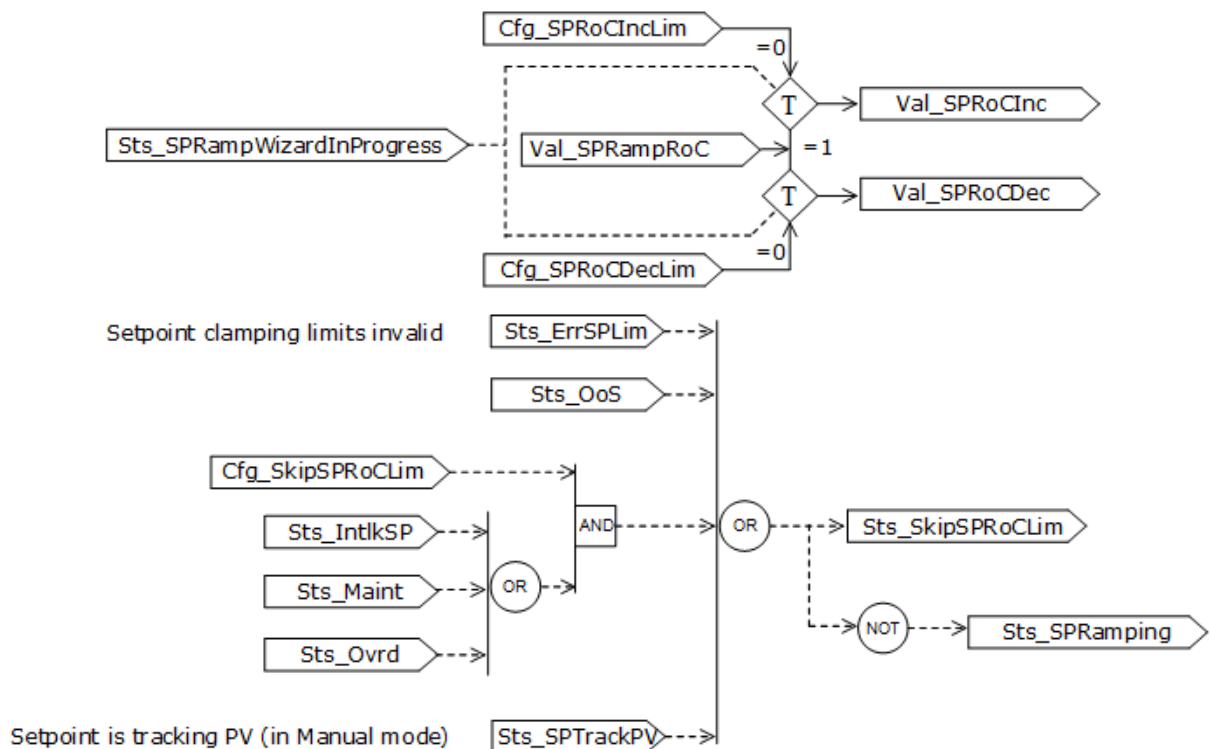 Cfg_SPRoCIncLim
=0
T
Val_SPRoCInc
Sts_SPRampWizardInProgress
Val_SPRampRoC
=1
T
Val_SPRoCDec
=0
Cfg_SPRoCDecLim
Setpoint clamping limits invalid
Sts_ErrSPLim
Sts_OoS
Cfg_SkipSPRoCLim
Sts_IntlkSP
AND
OR
Sts_SkipSPRoCLim
Sts_Maint
OR
NOT
Sts_SPRamping
Sts_Ovrd
Setpoint is tracking PV (in Manual mode)
Sts_SPTrackPV